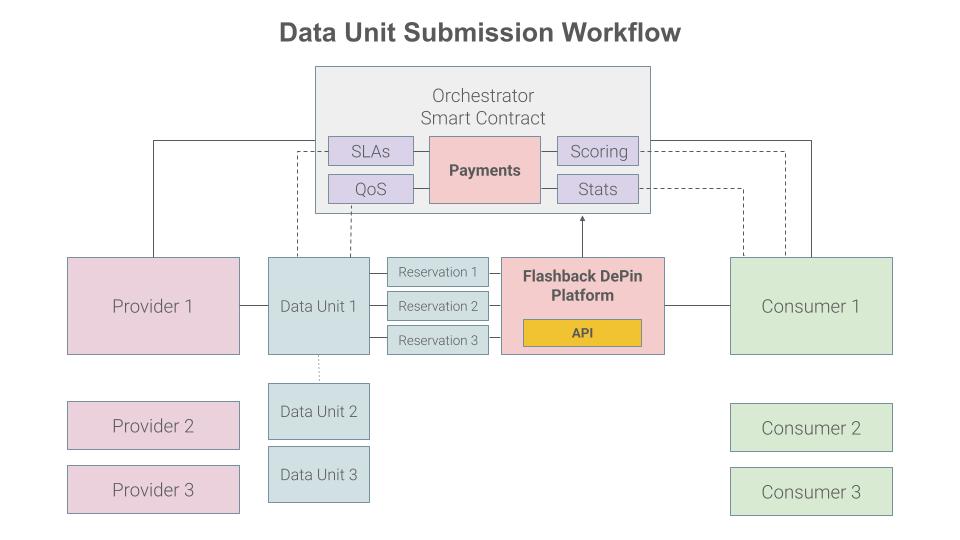 Data Unit Submission Workflow
Orchestrator
Smart Contract
SLAs
Payments
Scoring
QoS
Stats
Provider 1
Data Unit 1
Reservation 1
Reservation 2
Reservation 3
Flashback DePin
Platform
API
Consumer 1
Provider 2
Data Unit 2
Consumer 2
Provider 3
Data Unit 3
Consumer 3